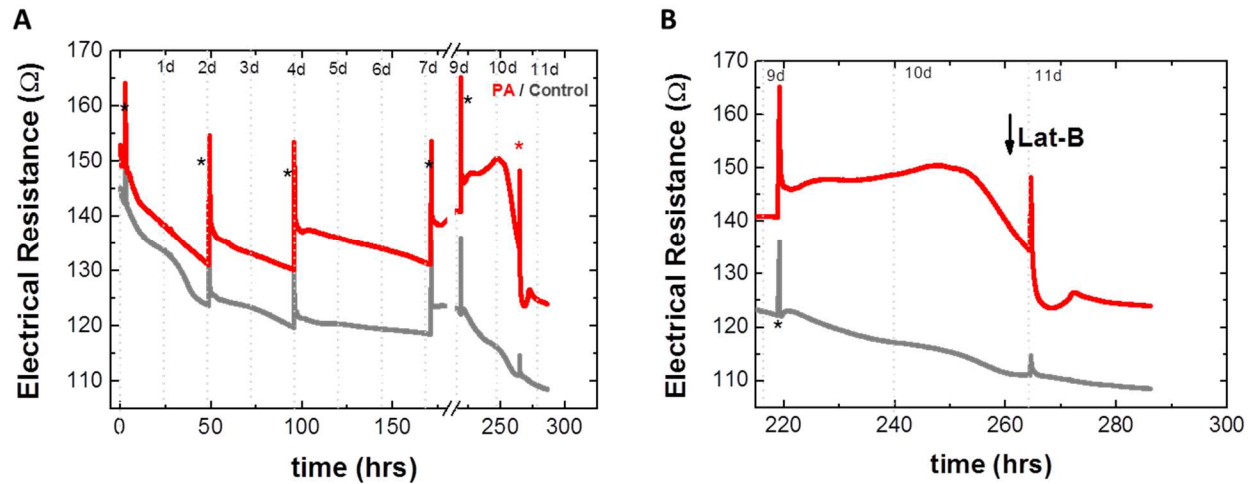 A
B
Electrical Resistance (Ω)
170
160
150
140
130
120
110
1d 2d 3d 4d 5d 6d 7d 9d 10d 11d
PA / Control
*
*
*
*
*
*
0 50 100 150 250 300
time (hrs)
Electrical Resistance (Ω)
170
160
150
140
130
120
110
9d 10d 11d
Lat-B
*
220 240 260 280 300
time (hrs)